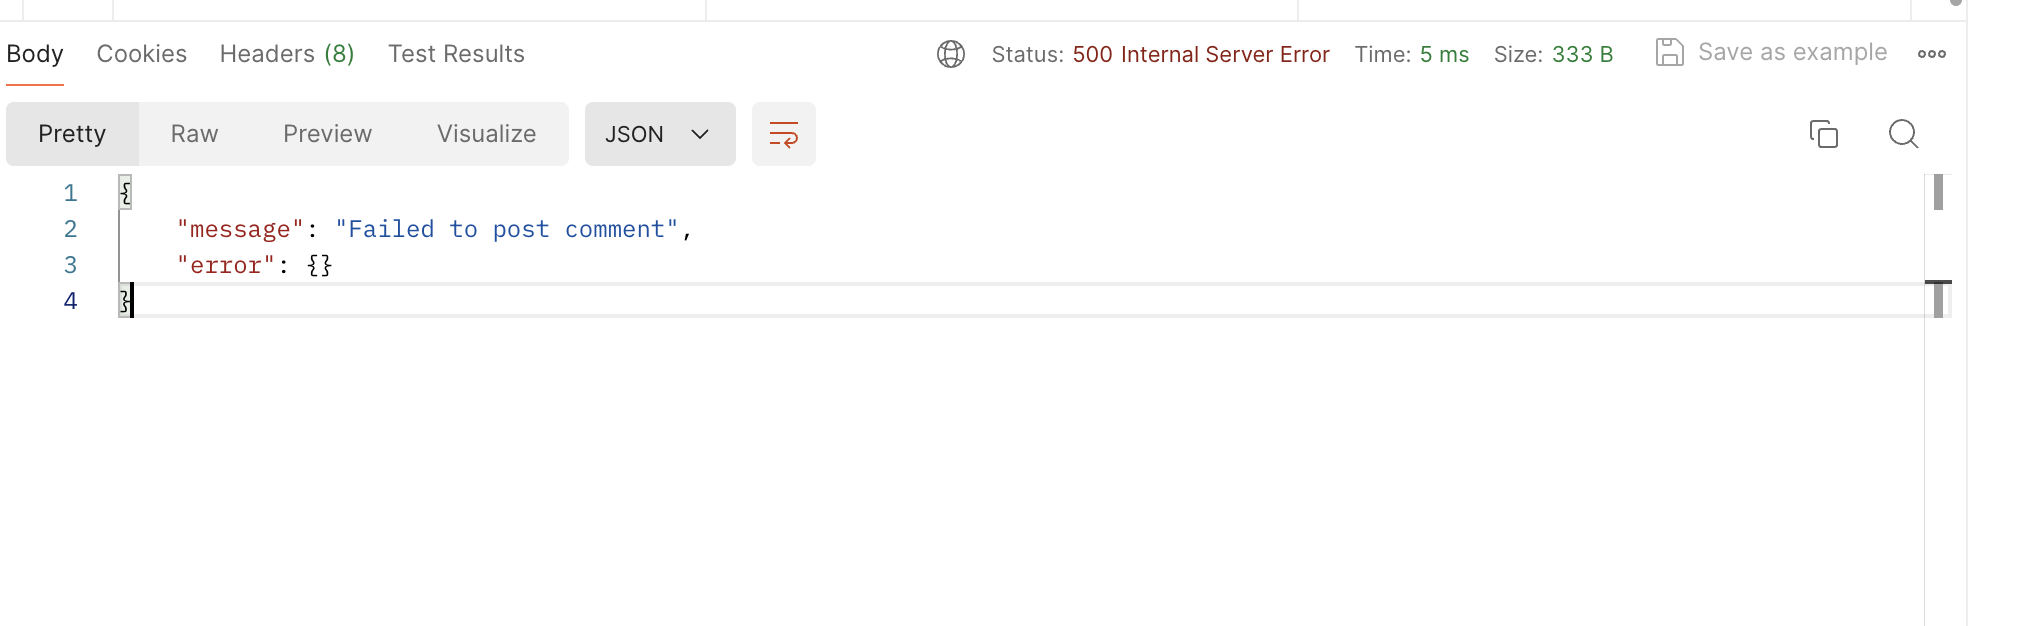 Body Cookies Headers (8) Test Results Status: 500 Internal Server Error Time: 5 ms Size: 333 B Save as example
Pretty Raw Preview Visualize JSON
1 {
2 "message": "Failed to post comment",
3 "error": {}
4 }